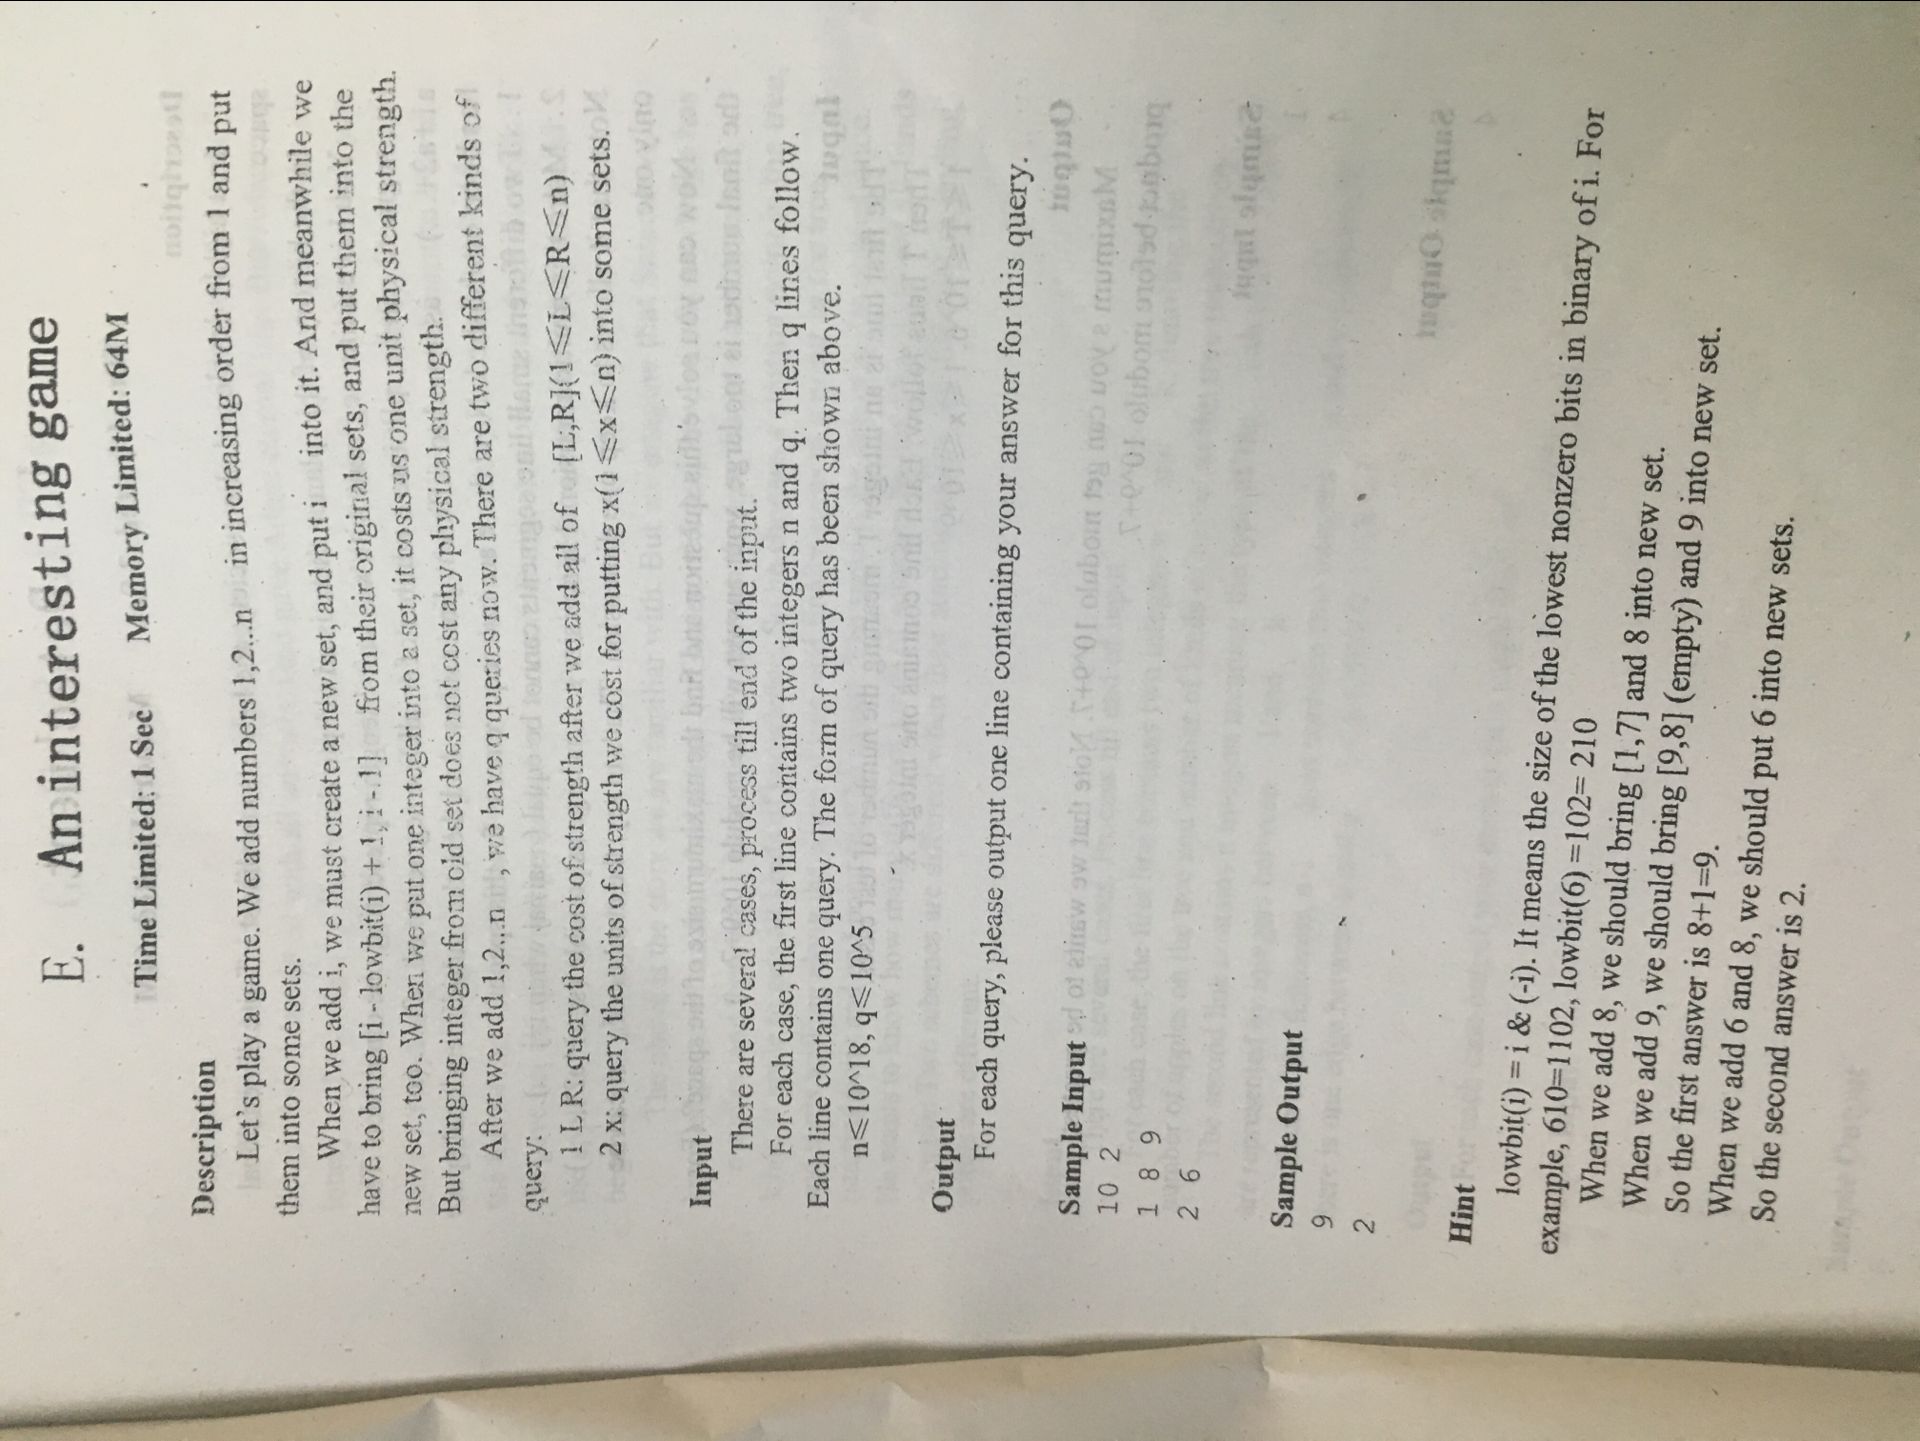 E. An interesting game
Time Limited: 1 Sec Memory Limited: 64M
Description
Let's play a game. We add numbers 1,2...n in increasing order from 1 and put
them into some sets.
When we add i, we must create a new set, and put i into it. And meanwhile we
have to bring [i - lowbit(i) + 1, i - 1] from their original sets, and put them into the
new set, too. When we put one integer into a set, it costs us one unit physical strength.
But bringing integer from old set does not cost any physical strength.
After we add 1,2...n , we have q queries now. There are two different kinds of
query:
1 L R: query the cost of strength after we add all of [L,R](1⩽L⩽R⩽n)
2 x: query the units of strength we cost for putting x(1⩽x⩽n) into some sets.
Input
There are several cases, process till end of the input.
For each case, the first line contains two integers n and q. Then q lines follow.
Each line contains one query. The form of query has been shown above.
n⩽10^18, q⩽10^5
Output
For each query, please output one line containing your answer for this query.
Sample Input
10 2
1 8 9
2 6
Sample Output
9
2
Hint
lowbit(i) = i & (-i). It means the size of the lowest nonzero bits in binary of i. For
example, 610=1102, lowbit(6) =102= 210
When we add 8, we should bring [1,7] and 8 into new set.
When we add 9, we should bring [9,8] (empty) and 9 into new set.
So the first answer is 8+1=9.
When we add 6 and 8, we should put 6 into new sets.
So the second answer is 2.